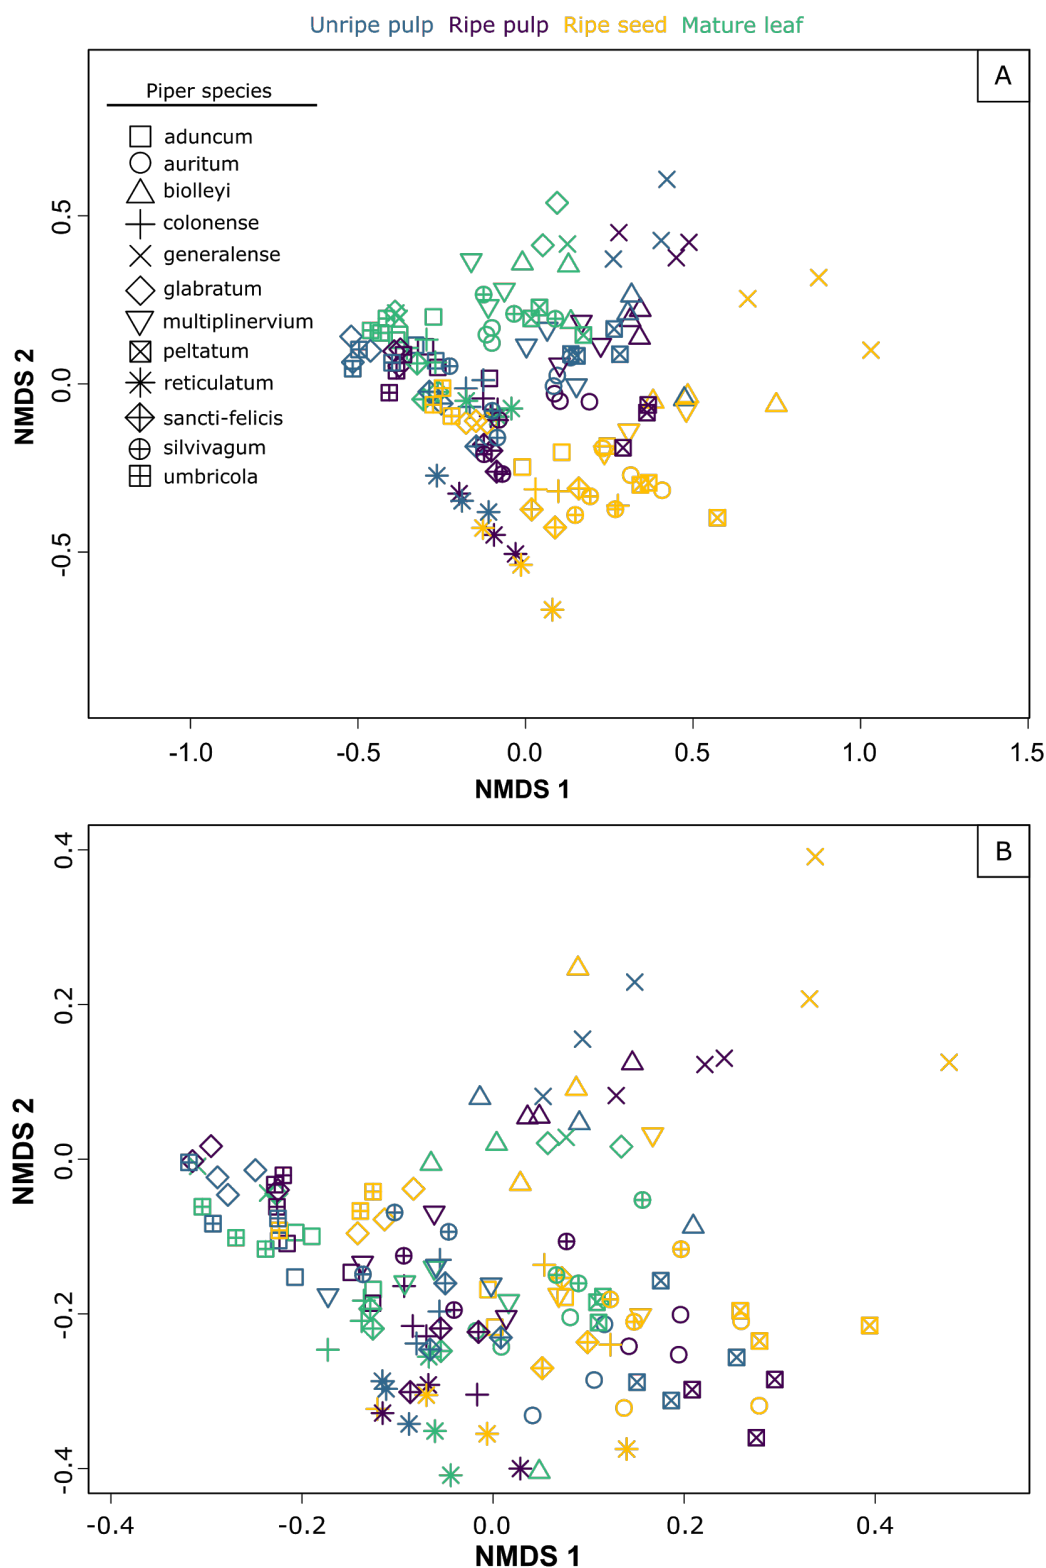 Unripe pulp Ripe pulp Ripe seed Mature leaf
A
Piper species
aduncum
auritum
biolleyi
colonense
generalense
glabratum
multiplinervium
peltatum
reticulatum
sancti-felicis
silvivagum
umbricola
NMDS 2
0.5
0.0
-0.5
-1.0 -0.5 0.0 0.5 1.0 1.5
NMDS 1
B
NMDS 2
0.4
0.2
0.0
-0.2
-0.4
-0.4 -0.2 0.0 0.2 0.4
NMDS 1